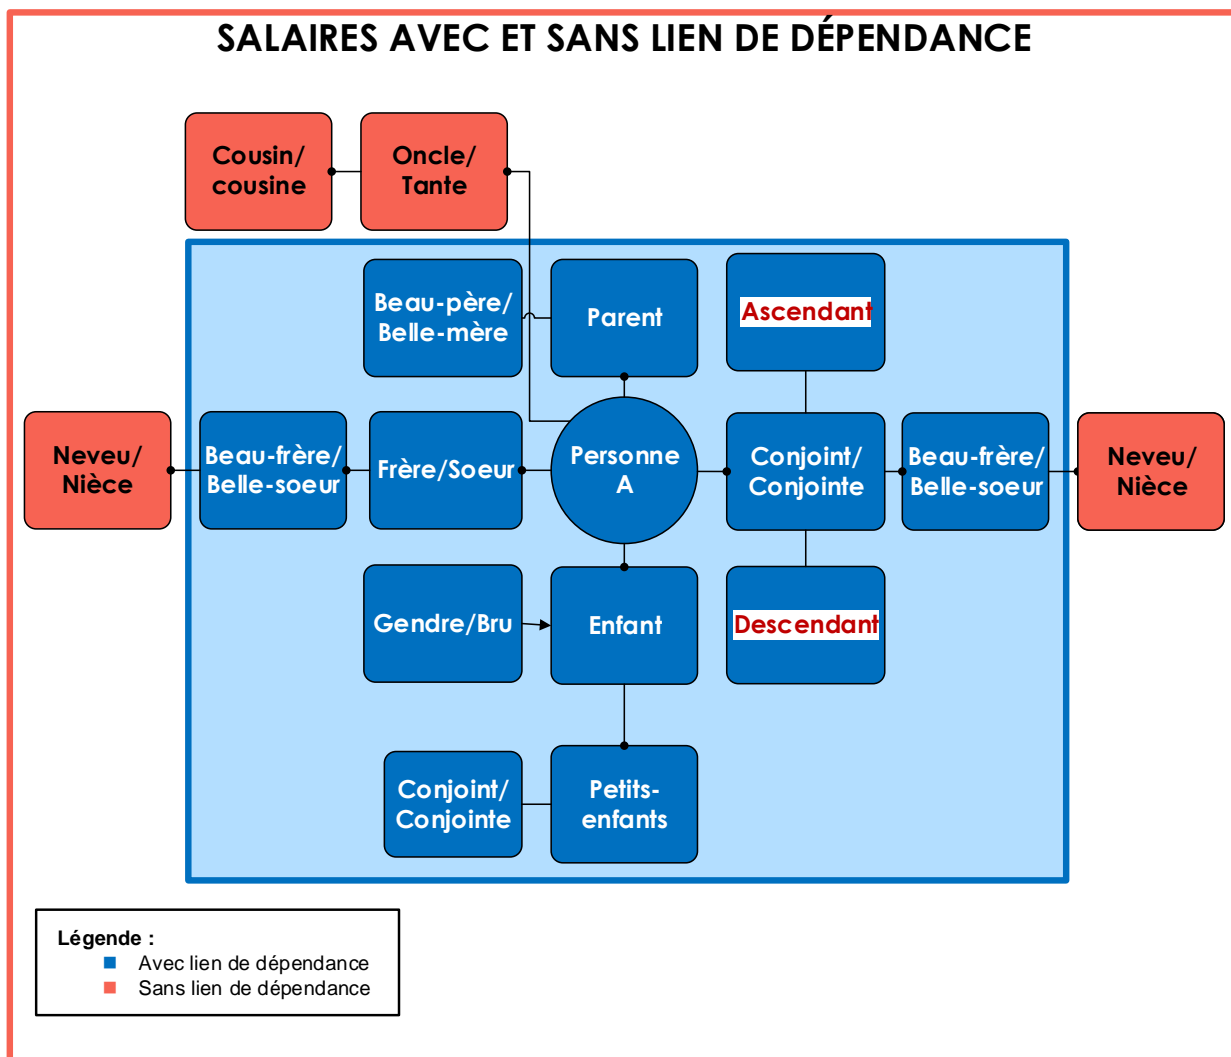 SALAIRES AVEC ET SANS LIEN DE DÉPENDANCE
Cousin/
cousine
Oncle/
Tante
Beau-père/
Belle-mère
Parent
Ascendant
Neveu/
Nièce
Beau-frère/
Belle-soeur
Frère/Soeur
Personne
A
Conjoint/
Conjointe
Beau-frère/
Belle-soeur
Neveu/
Nièce
Gendre/Bru
Enfant
Descendant
Conjoint/
Conjointe
Petits-
enfants
Légende :
Avec lien de dépendance
Sans lien de dépendance